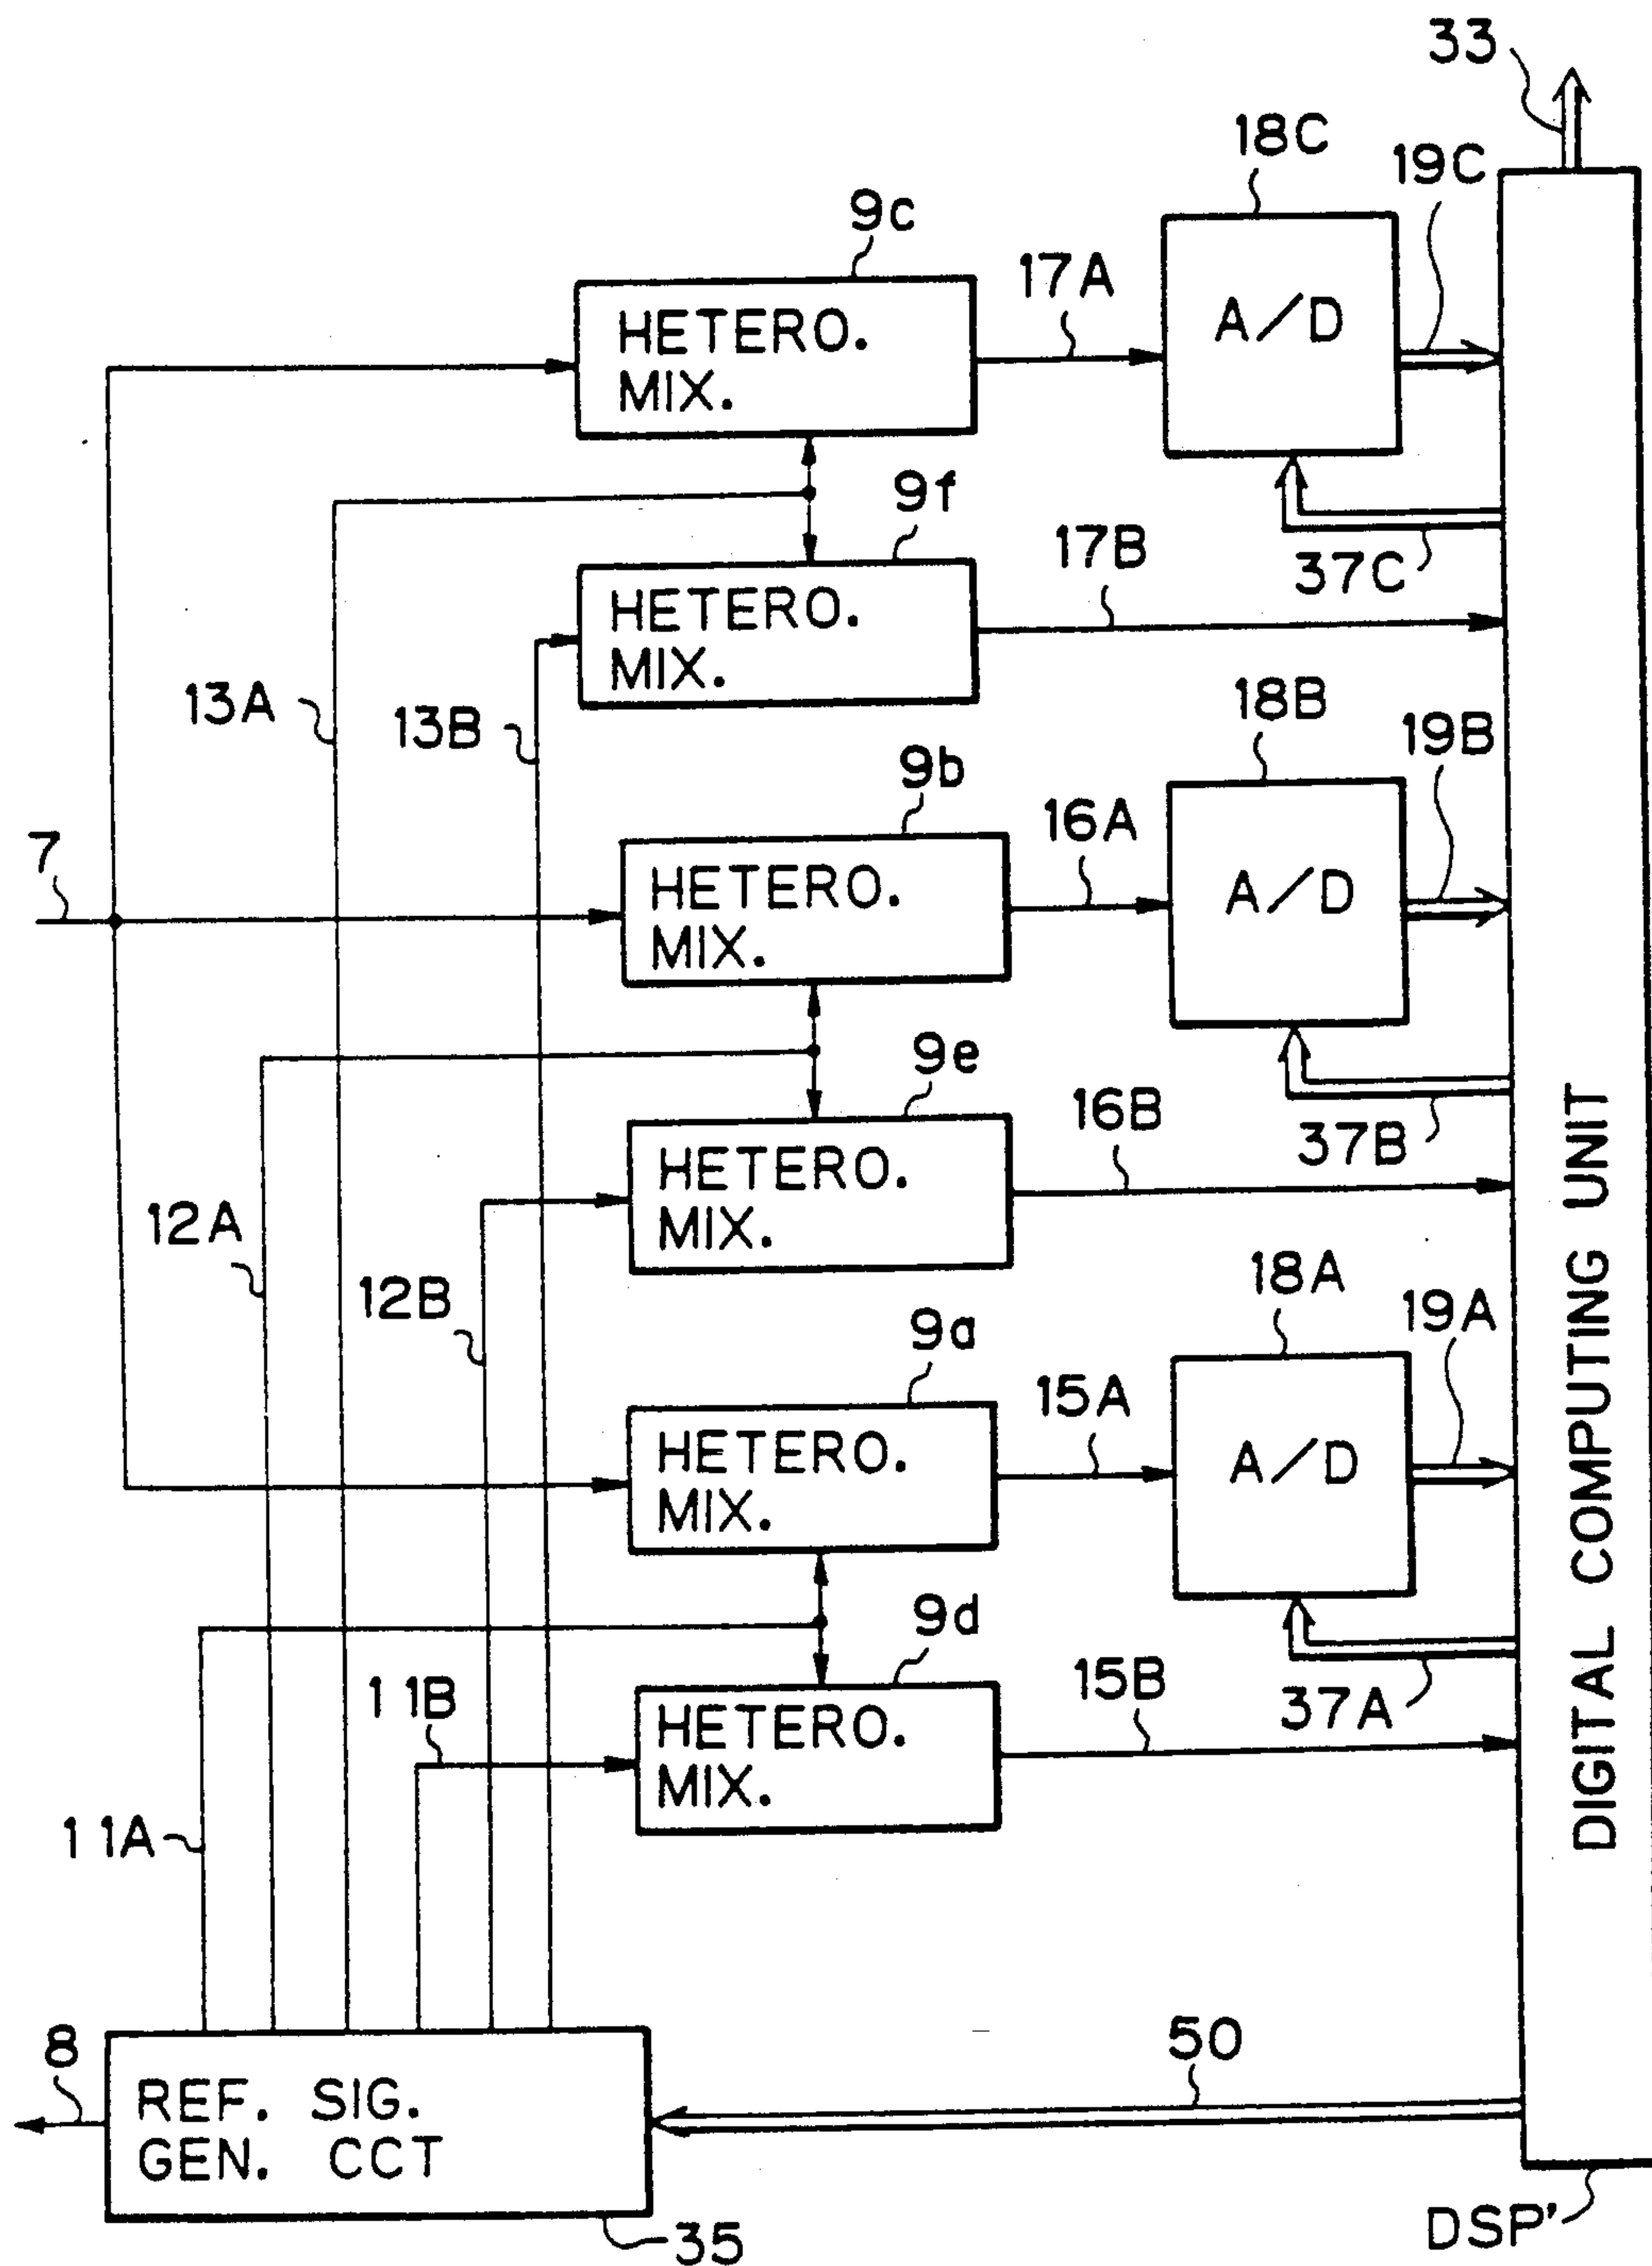 33
18C
19C
9c
17A
HETERO.
MIX.
A/D
9f
37C
17B
HETERO.
MIX.
13A
13B
18B
19B
9b
16A
7
HETERO.
MIX.
A/D
9e
37B
16B
HETERO.
MIX.
12A
12B
18A
19A
9a
15A
HETERO.
MIX.
A/D
9d
37A
11B
15B
HETERO.
MIX.
11A
DIGITAL COMPUTING UNIT
8
50
REF. SIG.
GEN. CCT
35
DSP'